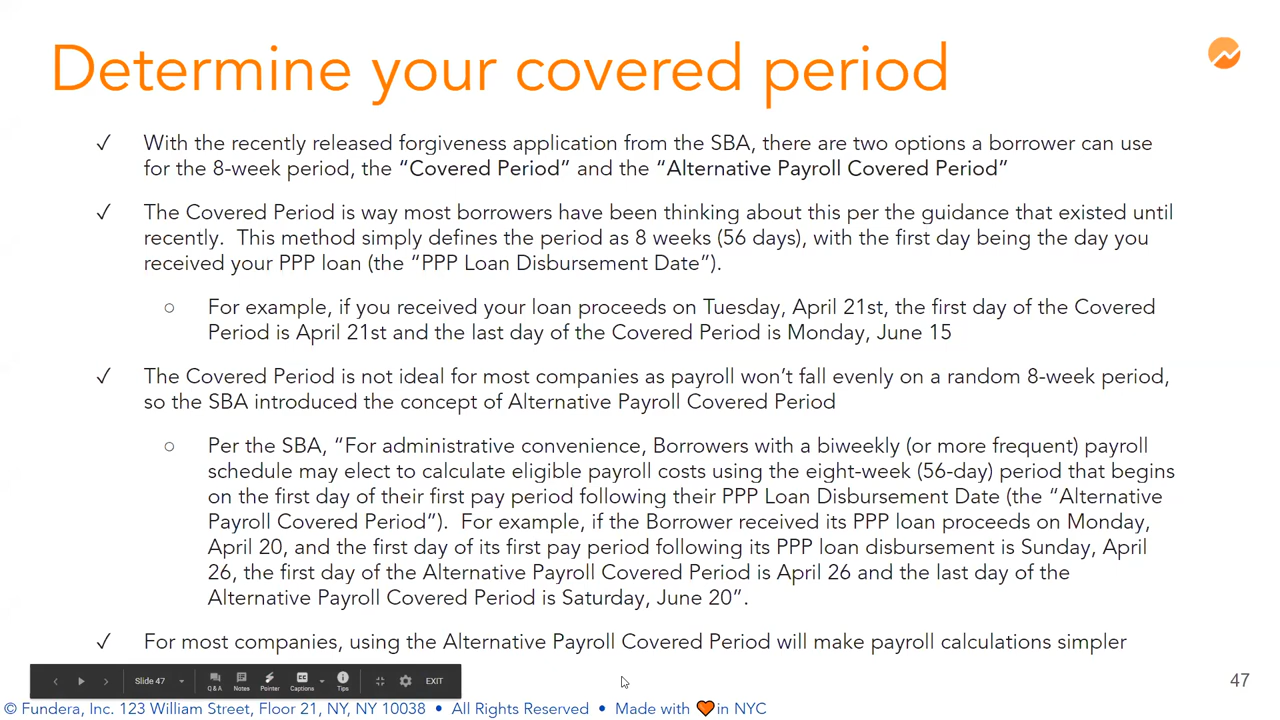 Determine your covered period
✓ With the recently released forgiveness application from the SBA, there are two options a borrower can use
for the 8-week period, the “Covered Period” and the “Alternative Payroll Covered Period”
✓ The Covered Period is way most borrowers have been thinking about this per the guidance that existed until
recently. This method simply defines the period as 8 weeks (56 days), with the first day being the day you
received your PPP loan (the “PPP Loan Disbursement Date”).
○ For example, if you received your loan proceeds on Tuesday, April 21st, the first day of the Covered
Period is April 21st and the last day of the Covered Period is Monday, June 15
✓ The Covered Period is not ideal for most companies as payroll won’t fall evenly on a random 8-week period,
so the SBA introduced the concept of Alternative Payroll Covered Period
○ Per the SBA, “For administrative convenience, Borrowers with a biweekly (or more frequent) payroll
schedule may elect to calculate eligible payroll costs using the eight-week (56-day) period that begins
on the first day of their first pay period following their PPP Loan Disbursement Date (the “Alternative
Payroll Covered Period”). For example, if the Borrower received its PPP loan proceeds on Monday,
April 20, and the first day of its first pay period following its PPP loan disbursement is Sunday, April
26, the first day of the Alternative Payroll Covered Period is April 26 and the last day of the
Alternative Payroll Covered Period is Saturday, June 20”.
✓ For most companies, using the Alternative Payroll Covered Period will make payroll calculations simpler
Slide 47
Q & A Notes Pointer Captions Tips EXIT
47
© Fundera, Inc. 123 William Street, Floor 21, NY, NY 10038 • All Rights Reserved • Made with 🧡 in NYC